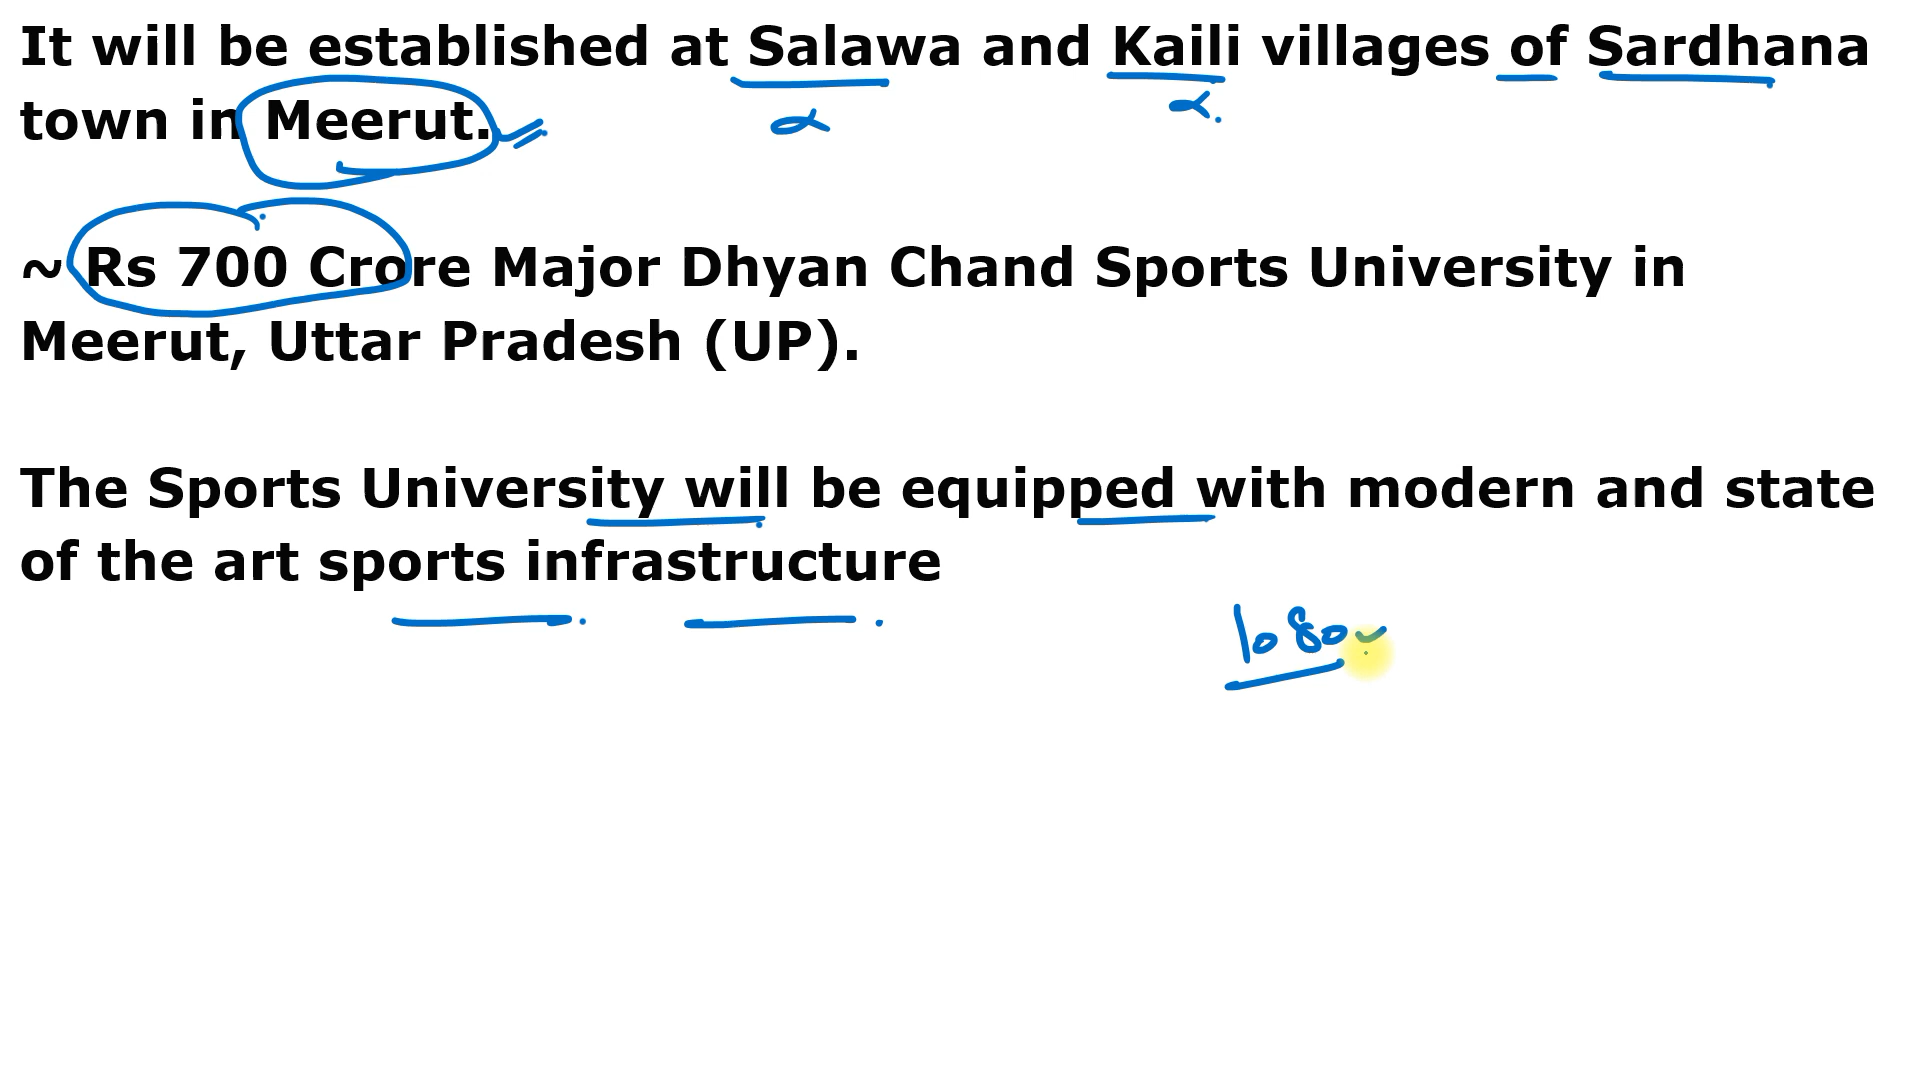 It will be established at Salawa and Kaili villages of Sardhana
town in Meerut.
~ Rs 700 Crore Major Dhyan Chand Sports University in
Meerut, Uttar Pradesh (UP).
The Sports University will be equipped with modern and state
of the art sports infrastructure
1080